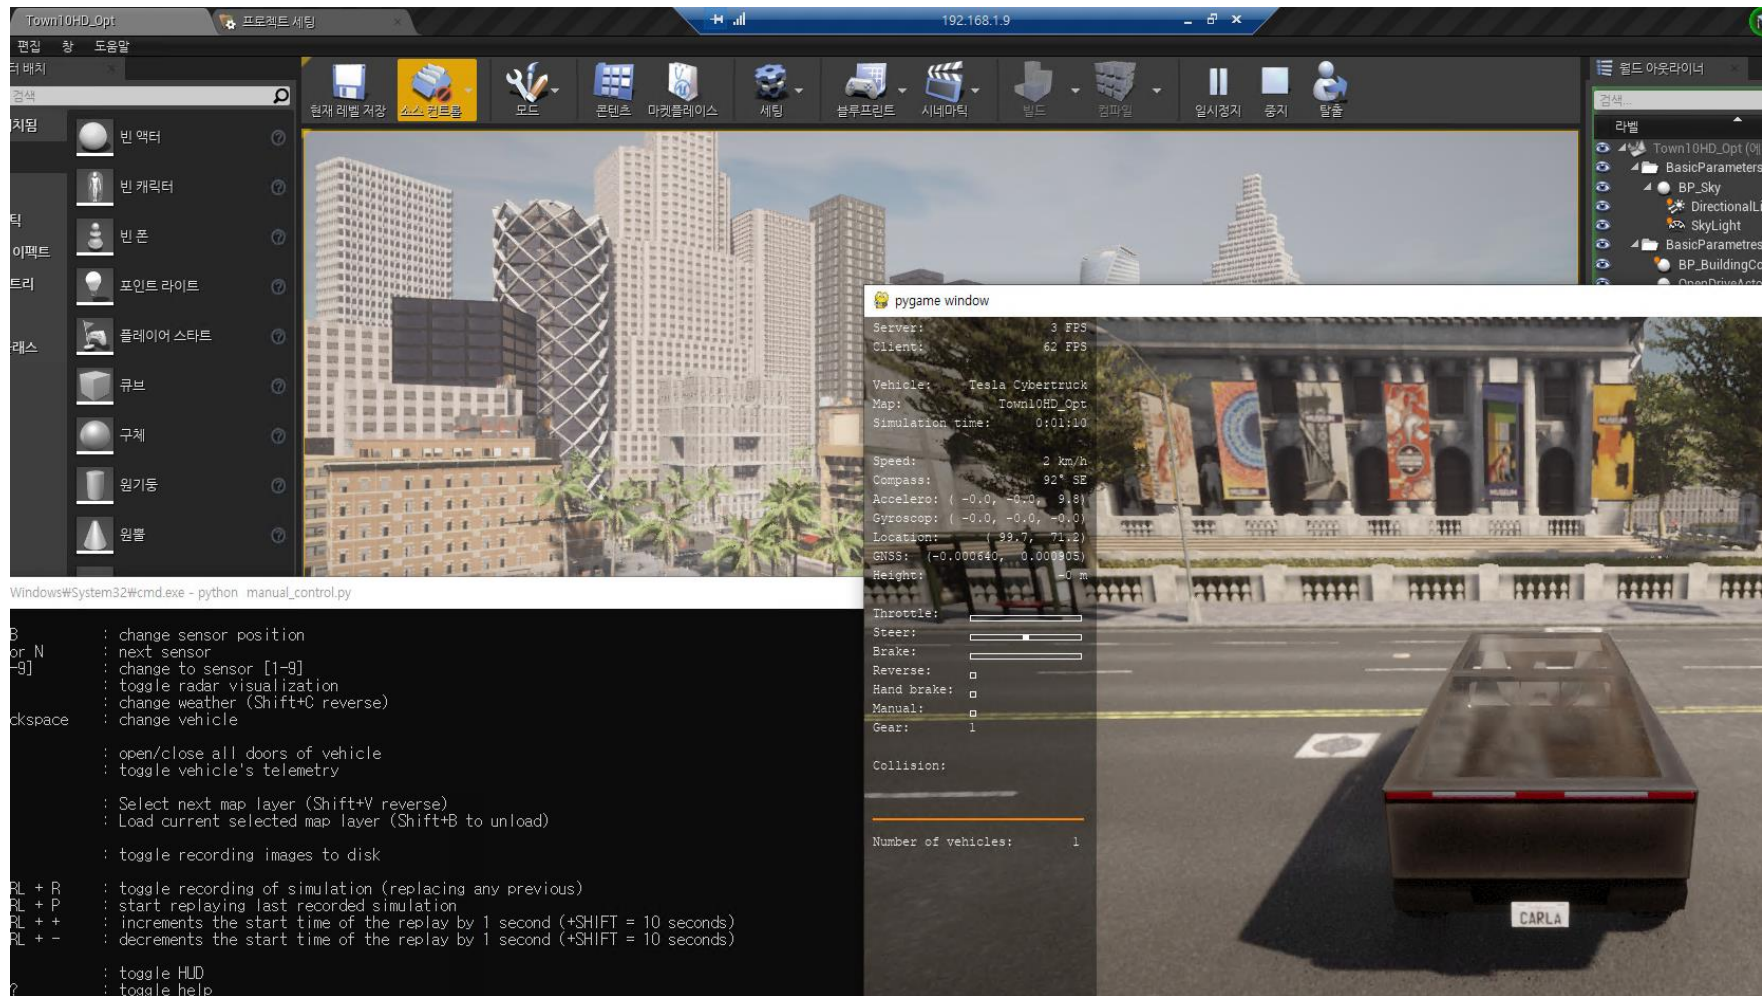 Town10HD_Opt
프로젝트 세팅
192.168.1.9
편집 창 도움말
터 배치
검색
치됨
현재 레벨 저장
소스 컨트롤
모드
콘텐츠
마켓플레이스
세팅
블루프린트
시네마틱
빌드
컴파일
일시정지
중지
탈출
빈 액터
빈 캐릭터
틱
빈 폰
이펙트
트리
포인트 라이트
플레이어 스타트
래스
큐브
구체
원기둥
원뿔
월드 아웃라이너
검색...
라벨
Town10HD_Opt (에
BasicParameters
BP_Sky
DirectionalLi
SkyLight
BasicParametres
BP_BuildingCo
OpenDriveActo
pygame window
Server: 3 FPS
Client: 62 FPS
Vehicle: Tesla Cybertruck
Map: Town10HD_Opt
Simulation time: 0:01:10
Speed: 2 km/h
Compass: 92° SE
Accelero: ( -0.0, -0.0, 9.8)
Gyroscop: ( -0.0, -0.0, -0.0)
Location: ( 99.7, 71.2)
GNSS: (-0.000640, 0.000905)
Height: -0 m
Throttle:
Steer:
Brake:
Reverse:
Hand brake:
Manual:
Gear: 1
Collision:
Number of vehicles: 1
MUSEUM
CARLA
Windows₩System32₩cmd.exe - python manual_control.py
B : change sensor position
or N : next sensor
-9] : change to sensor [1-9]
: toggle radar visualization
: change weather (Shift+C reverse)
ckspace : change vehicle
: open/close all doors of vehicle
: toggle vehicle's telemetry
: Select next map layer (Shift+V reverse)
: Load current selected map layer (Shift+B to unload)
: toggle recording images to disk
RL + R : toggle recording of simulation (replacing any previous)
RL + P : start replaying last recorded simulation
RL + + : increments the start time of the replay by 1 second (+SHIFT = 10 seconds)
RL + - : decrements the start time of the replay by 1 second (+SHIFT = 10 seconds)
: toggle HUD
? : toggle help